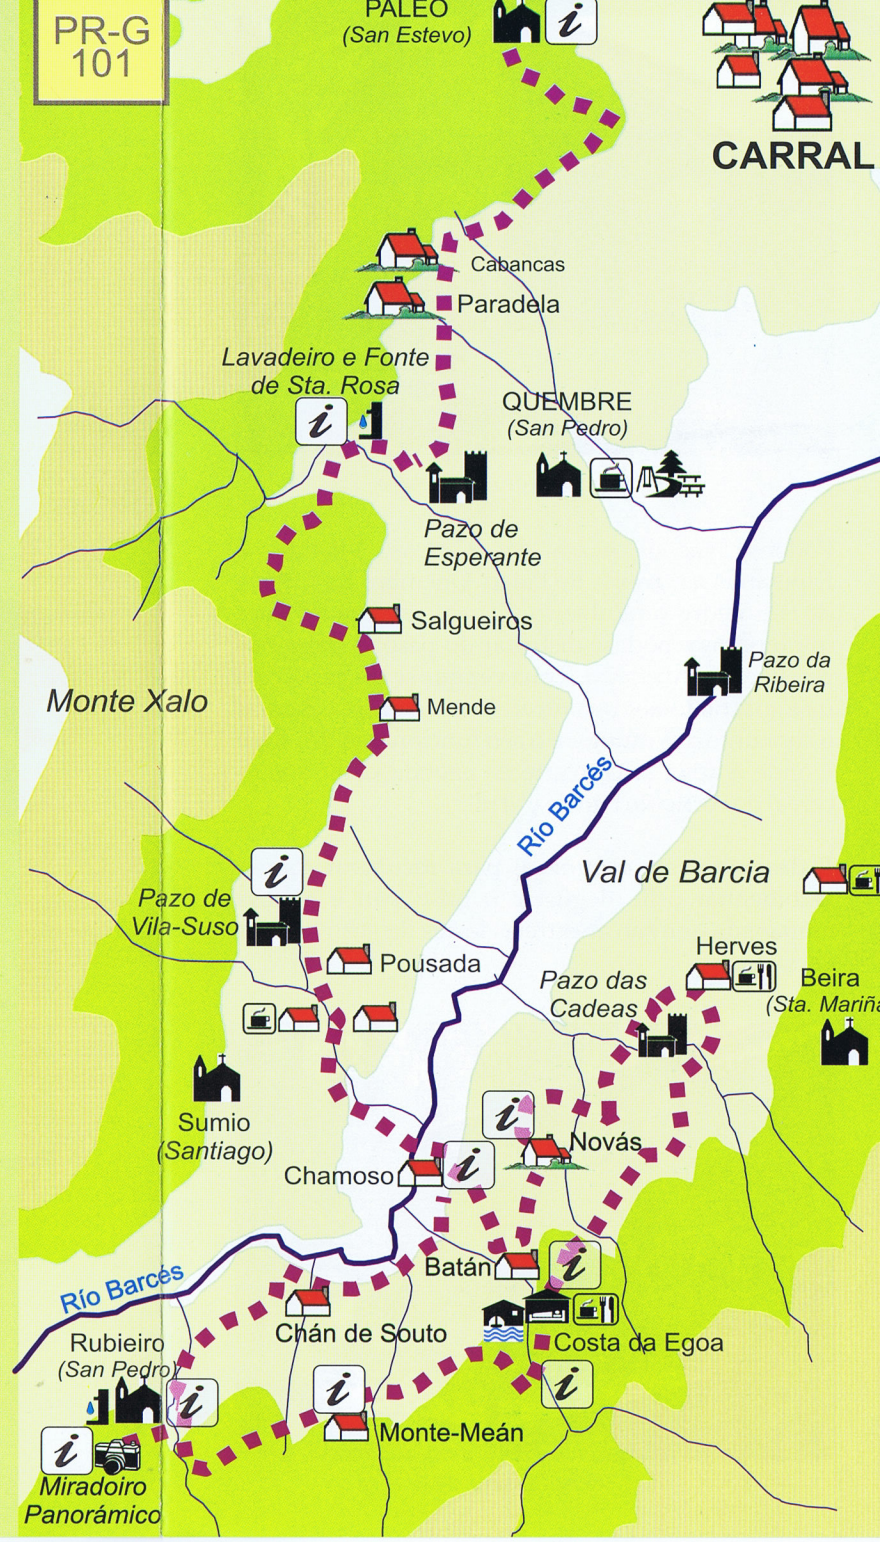 PALEO
(San Estevo)
i
PR-G
101
CARRAL
Cabancas
Paradela
Lavadeiro e Fonte
de Sta. Rosa
i
QUEMBRE
(San Pedro)
Pazo de
Esperante
Salgueiros
Pazo da
Ribeira
Monte Xalo
Mende
Río Barcés
Val de Barcia
i
Pazo de
Vila-Suso
Pousada
Herves
Pazo das
Cadeas
Beira
(Sta. Mariña
Sumio
(Santiago)
i
Novás
Chamoso
i
Batán
i
Río Barcés
Chán de Souto
Costa da Egoa
Rubieiro
(San Pedro)
i
i
i
Monte-Meán
i
Miradoiro
Panorámico